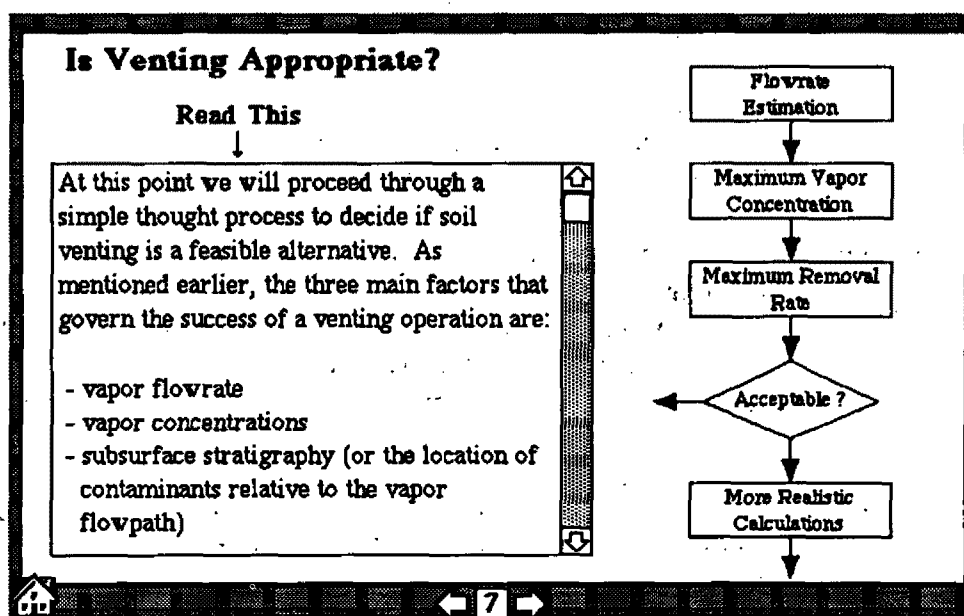 Is Venting Appropriate?
Read This
At this point we will proceed through a
simple thought process to decide if soil
venting is a feasible alternative. As
mentioned earlier, the three main factors that
govern the success of a venting operation are:
- vapor flowrate
- vapor concentrations
- subsurface stratigraphy (or the location of
contaminants relative to the vapor
flowpath)
Flowrate
Estimation
Maximum Vapor
Concentration
Maximum Removal
Rate
Acceptable ?
More Realistic
Calculations
7